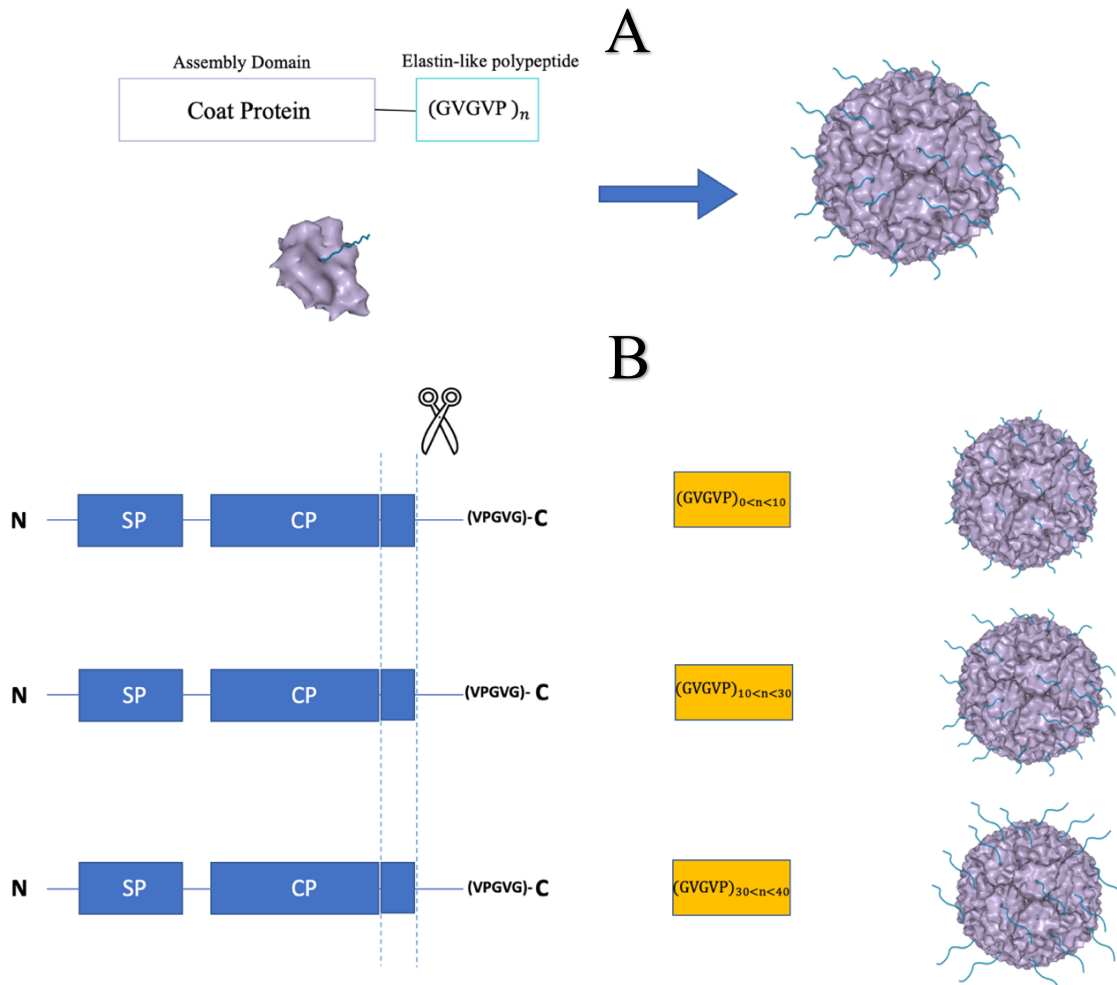 A
Assembly Domain
Elastin-like polypeptide
Coat Protein
(GVGVP )n
B
N
SP
CP
(VPGVG)-C
(GVGVP)0<n<10
N
SP
CP
(VPGVG)- C
(GVGVP)10<n<30
N
SP
CP
(VPGVG)- C
(GVGVP)30<n<40